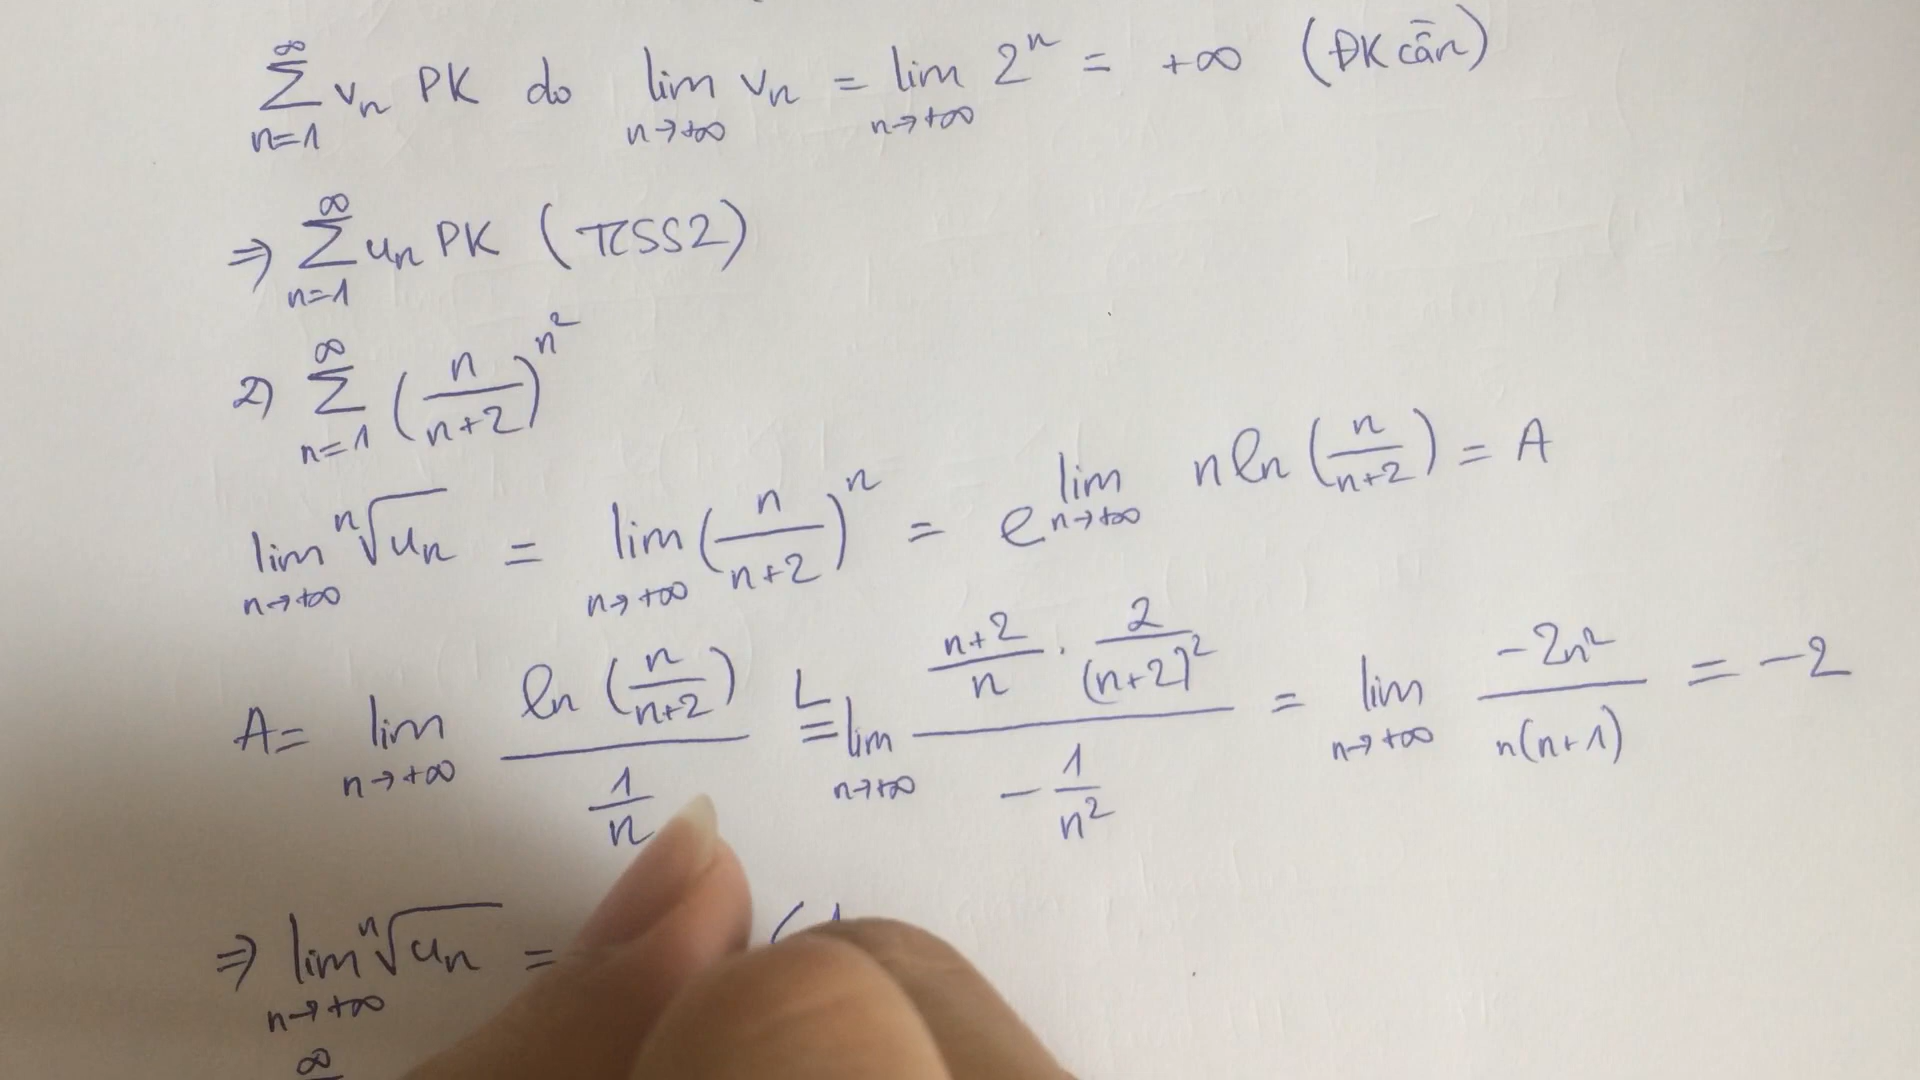 ∑_{n=1}^{∞} v_n PK do lim_{n→+∞} v_n = lim_{n→+∞} 2^n = +∞ (ĐK cần)
⇒ ∑_{n=1}^{∞} u_n PK (TCSS2)
2) ∑_{n=1}^{∞} (n/(n+2))^{n^2}
lim_{n→+∞} ⁿ√u_n = lim_{n→+∞} (n/(n+2))^n = e^{lim_{n→+∞} n ln(n/(n+2))} = A
A = lim_{n→+∞} ln(n/(n+2)) / (1/n) =^L lim_{n→+∞} ((n+2)/n · 2/(n+2)^2) / (-1/n^2) = lim_{n→+∞} -2n^2 / (n(n+1)) = -2
⇒ lim_{n→+∞} ⁿ√u_n =
∞